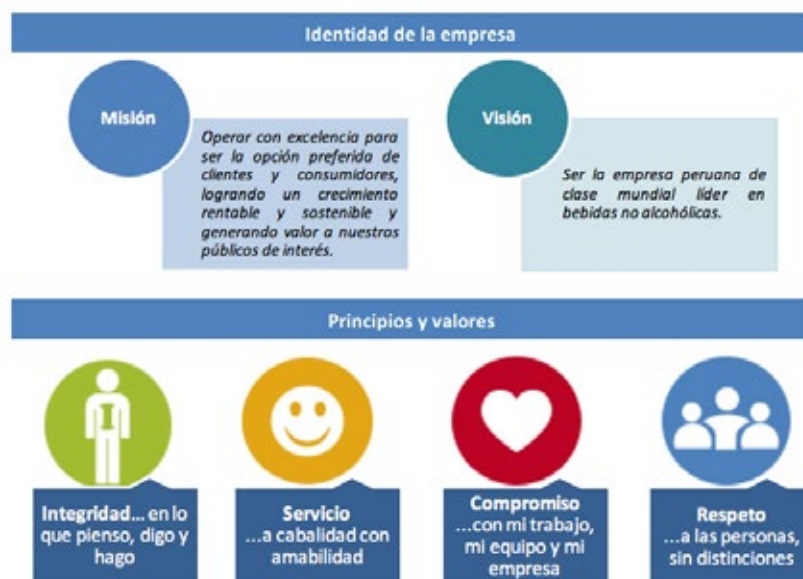 Identidad de la empresa
Misión
Operar con excelencia para
ser la opción preferida de
clientes y consumidores,
logrando un crecimiento
rentable y sostenible y
generando valor a nuestros
públicos de interés.
Visión
Ser la empresa peruana de
clase mundial líder en
bebidas no alcohólicas.
Principios y valores
Integridad... en lo
que pienso, digo y
hago
Servicio
...a cabalidad con
amabilidad
Compromiso
...con mi trabajo,
mi equipo y mi
empresa
Respeto
...a las personas,
sin distinciones